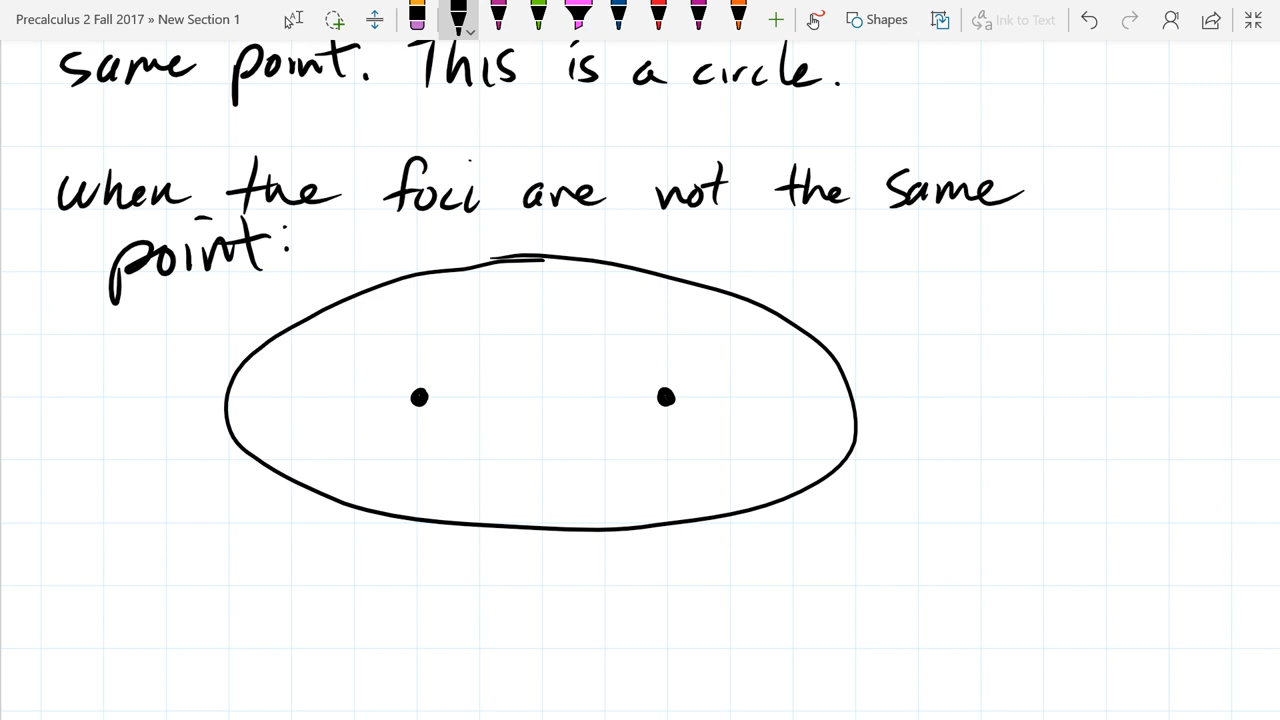 Precalculus 2 Fall 2017 » New Section 1
Shapes
Ink to Text
same point. This is a circle.
when the foci are not the same
point: